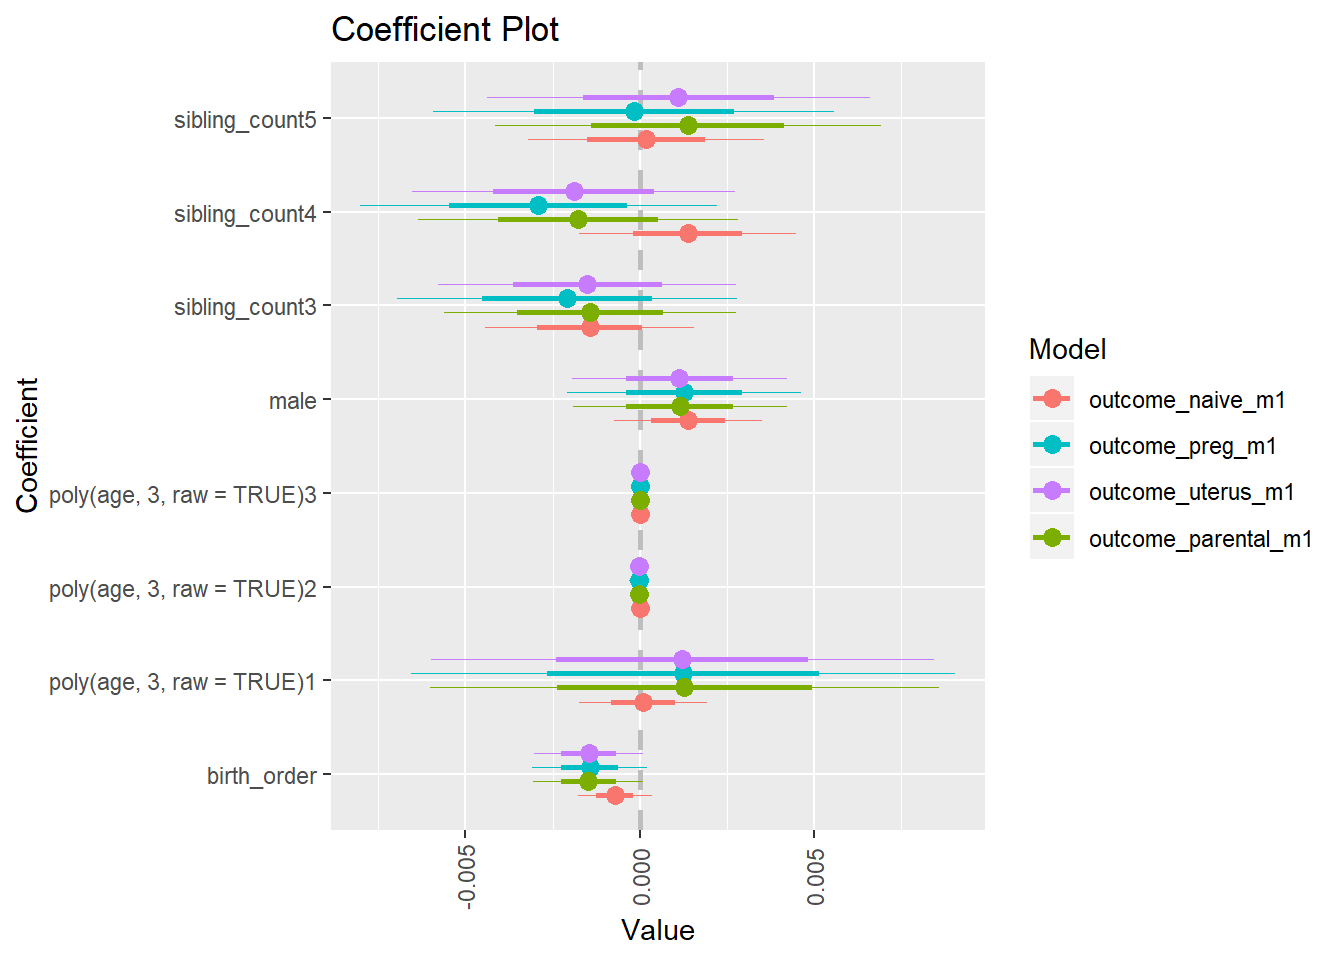 Coefficient Plot
Coefficient
sibling_count5
sibling_count4
sibling_count3
male
poly(age, 3, raw = TRUE)3
poly(age, 3, raw = TRUE)2
poly(age, 3, raw = TRUE)1
birth_order
-0.005
0.000
0.005
Value
Model
outcome_naive_m1
outcome_preg_m1
outcome_uterus_m1
outcome_parental_m1